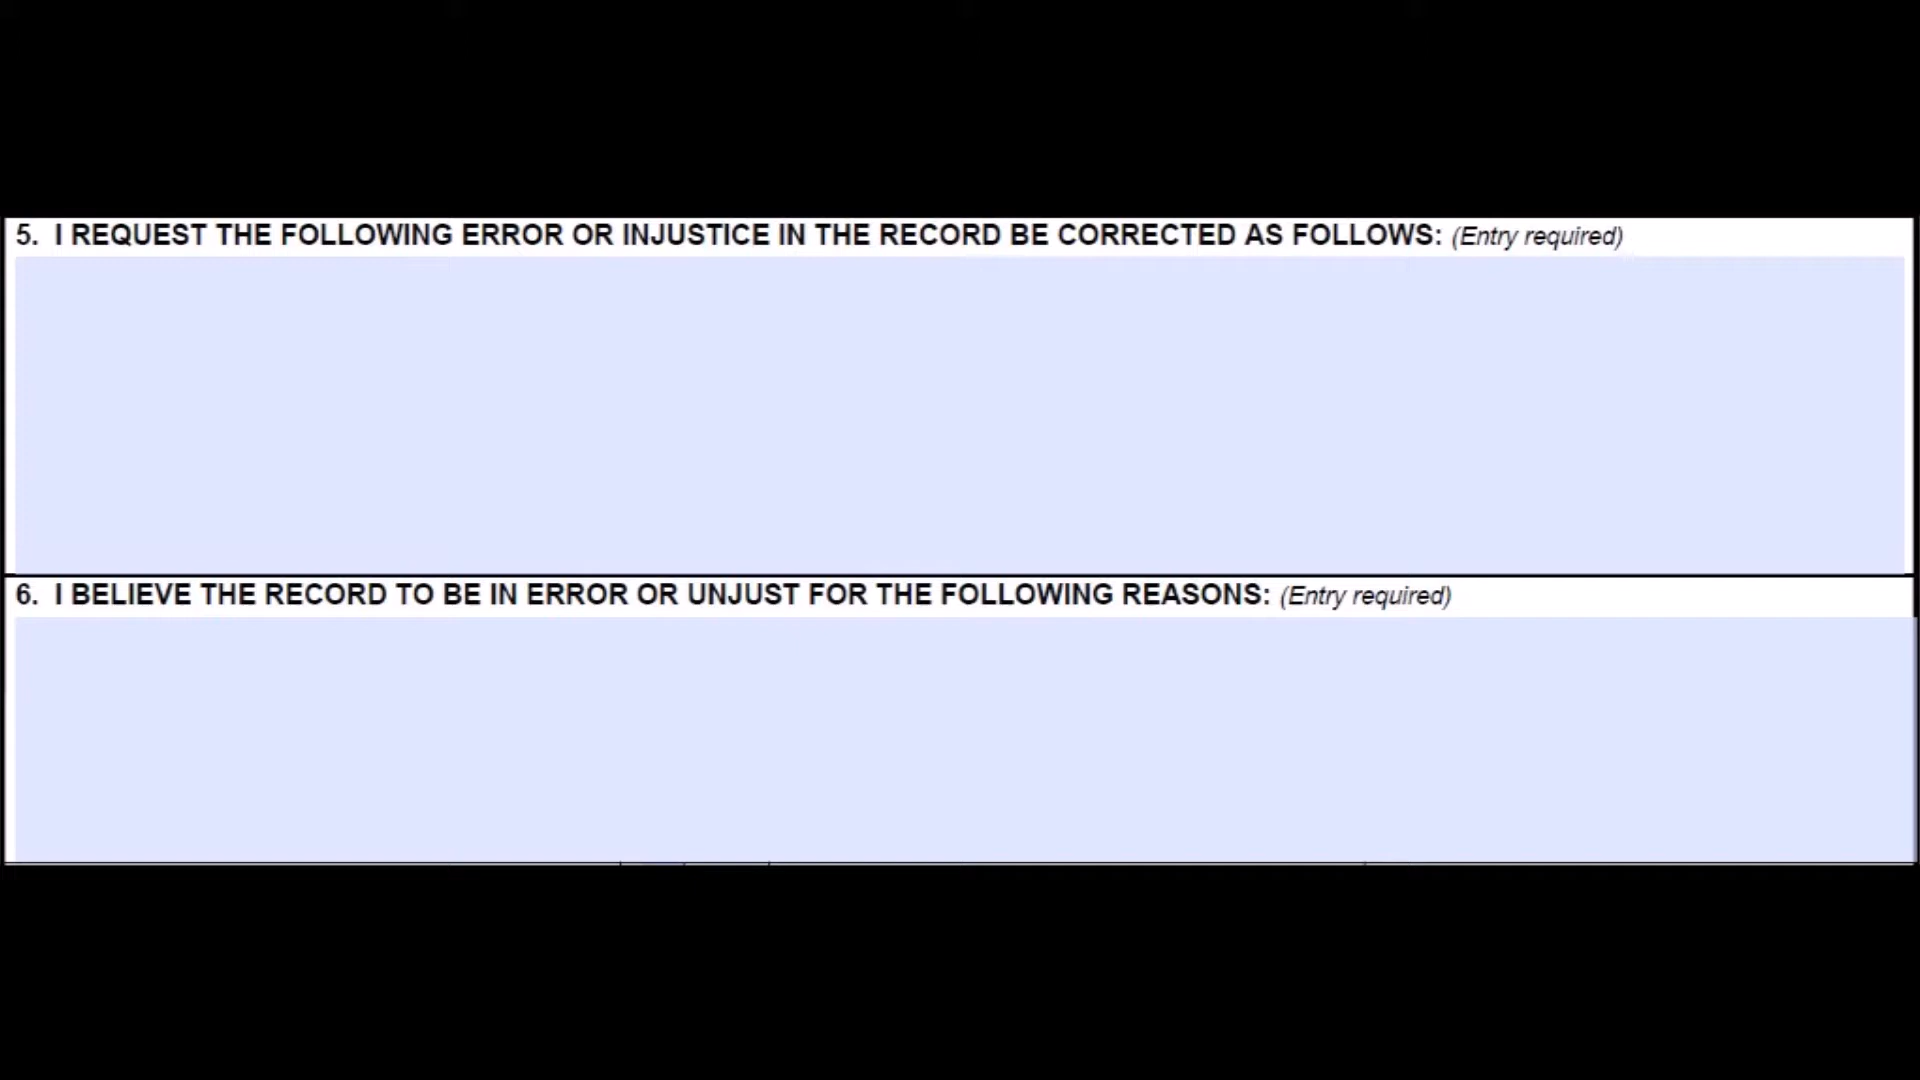 5. I REQUEST THE FOLLOWING ERROR OR INJUSTICE IN THE RECORD BE CORRECTED AS FOLLOWS: (Entry required)
6. I BELIEVE THE RECORD TO BE IN ERROR OR UNJUST FOR THE FOLLOWING REASONS: (Entry required)